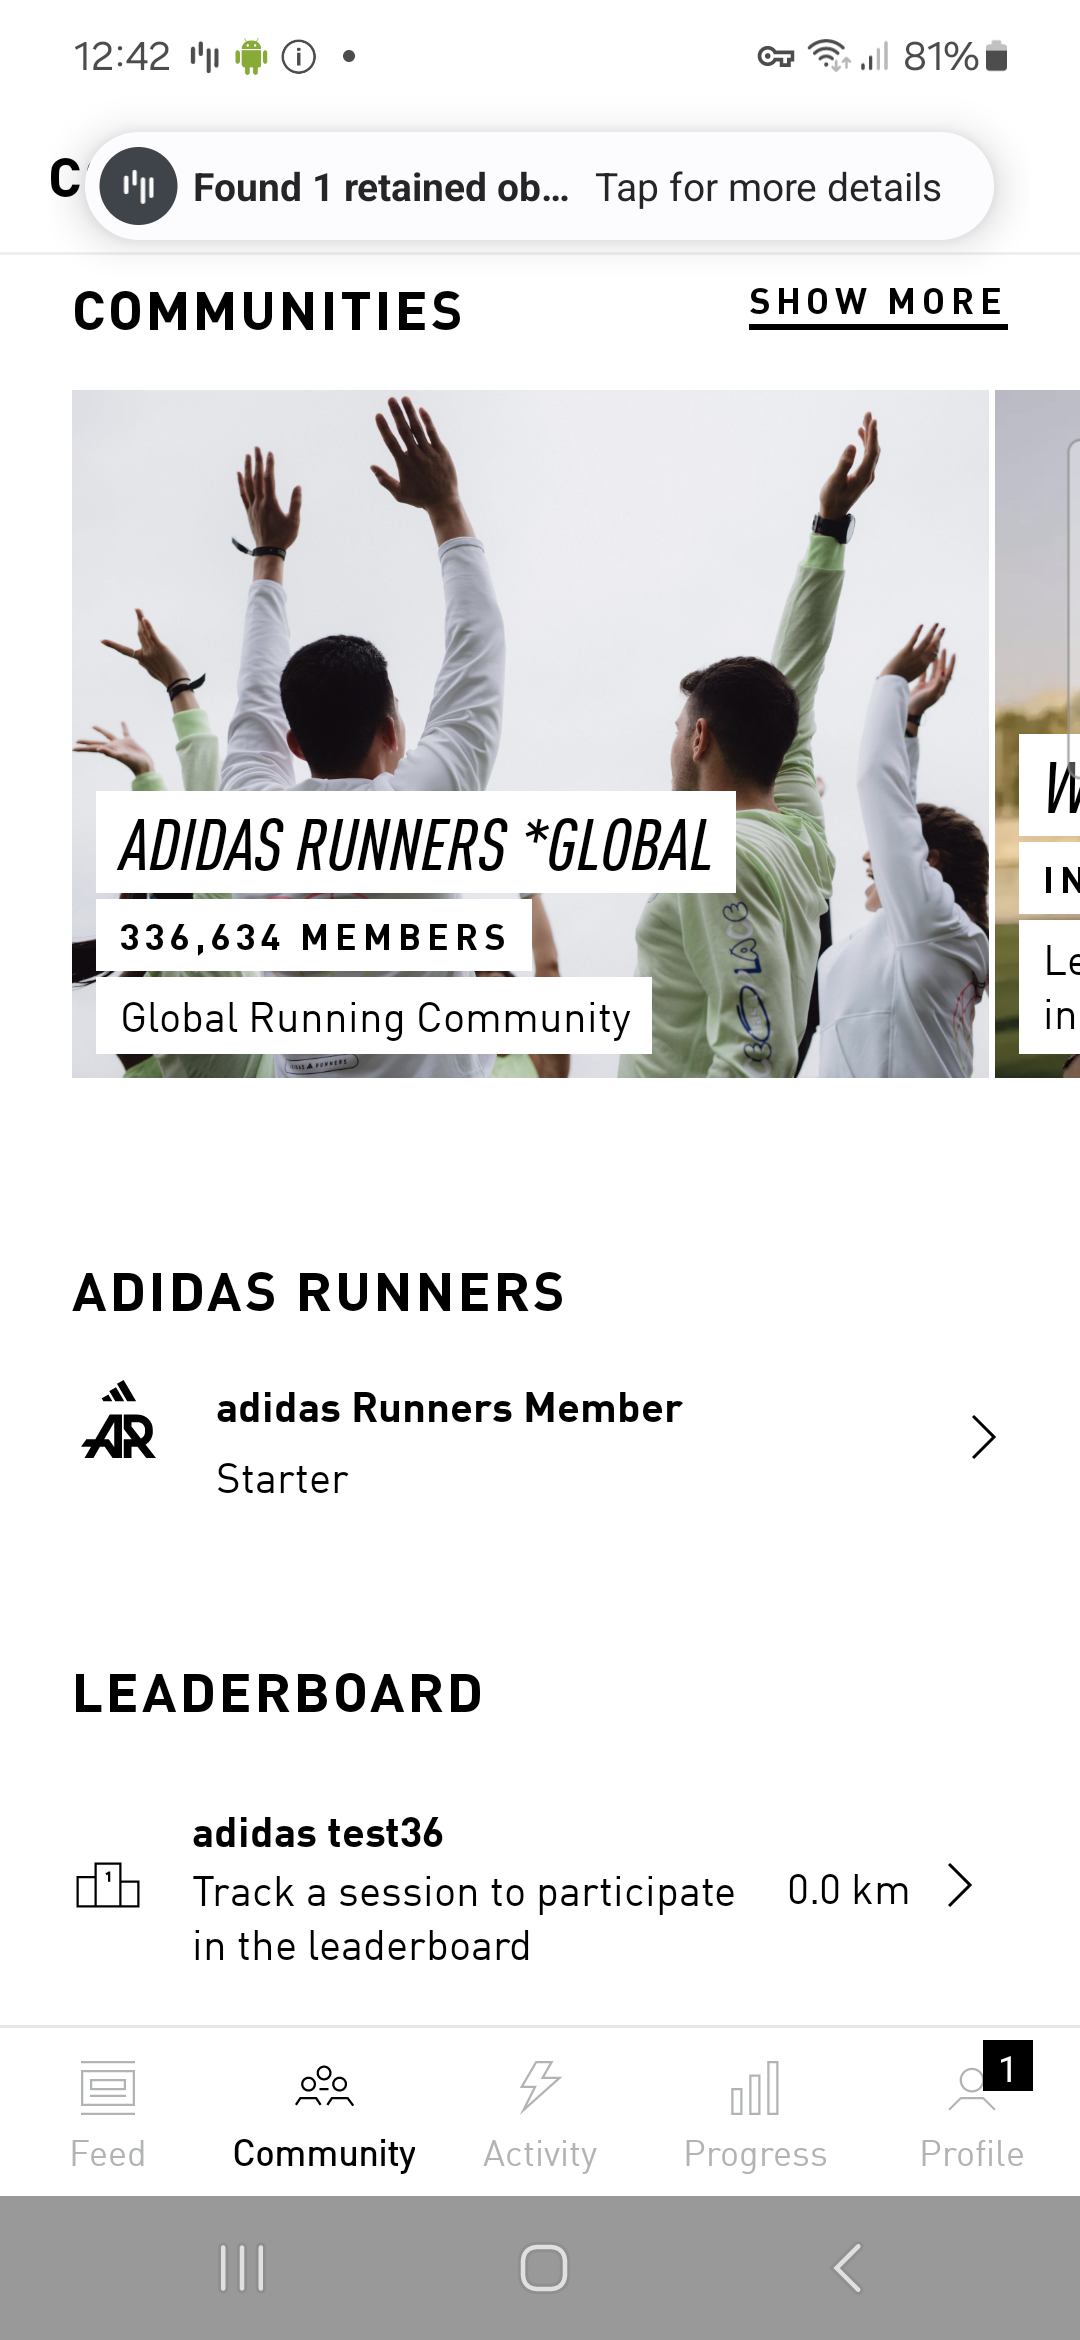 12:42
81%
Found 1 retained ob... Tap for more details
COMMUNITIES
SHOW MORE
ADIDAS RUNNERS *GLOBAL
336,634 MEMBERS
Global Running Community
IN
Le
in
ADIDAS RUNNERS
AR
adidas Runners Member
Starter
LEADERBOARD
1
adidas test36
Track a session to participate
in the leaderboard
0.0 km
1
Feed
Community
Activity
Progress
Profile